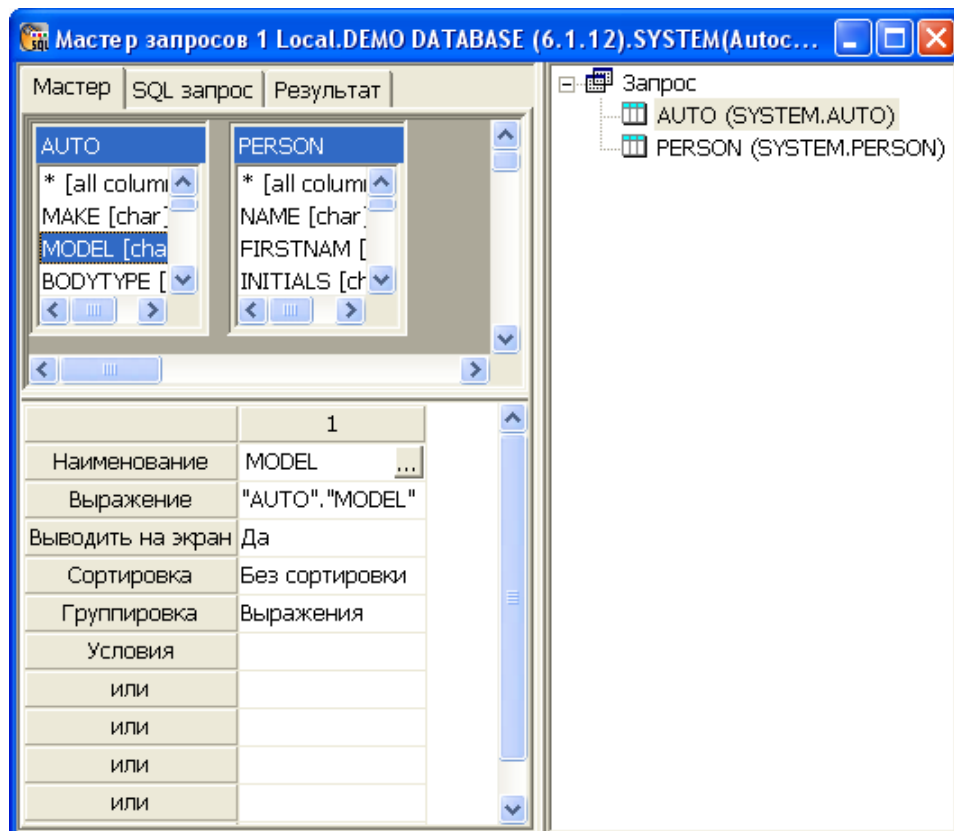 Мастер запросов 1 Local.DEMO DATABASE (6.1.12).SYSTEM(Autoc...
Мастер
SQL запрос
Результат
AUTO
* [all colum
MAKE [char]
MODEL [cha
BODYTYPE [
PERSON
* [all colum
NAME [char]
FIRSTNAM [
INITIALS [ch
1
Наименование MODEL ...
Выражение "AUTO"."MODEL"
Выводить на экран Да
Сортировка Без сортировки
Группировка Выражения
Условия
или
или
или
или
Запрос
AUTO (SYSTEM.AUTO)
PERSON (SYSTEM.PERSON)